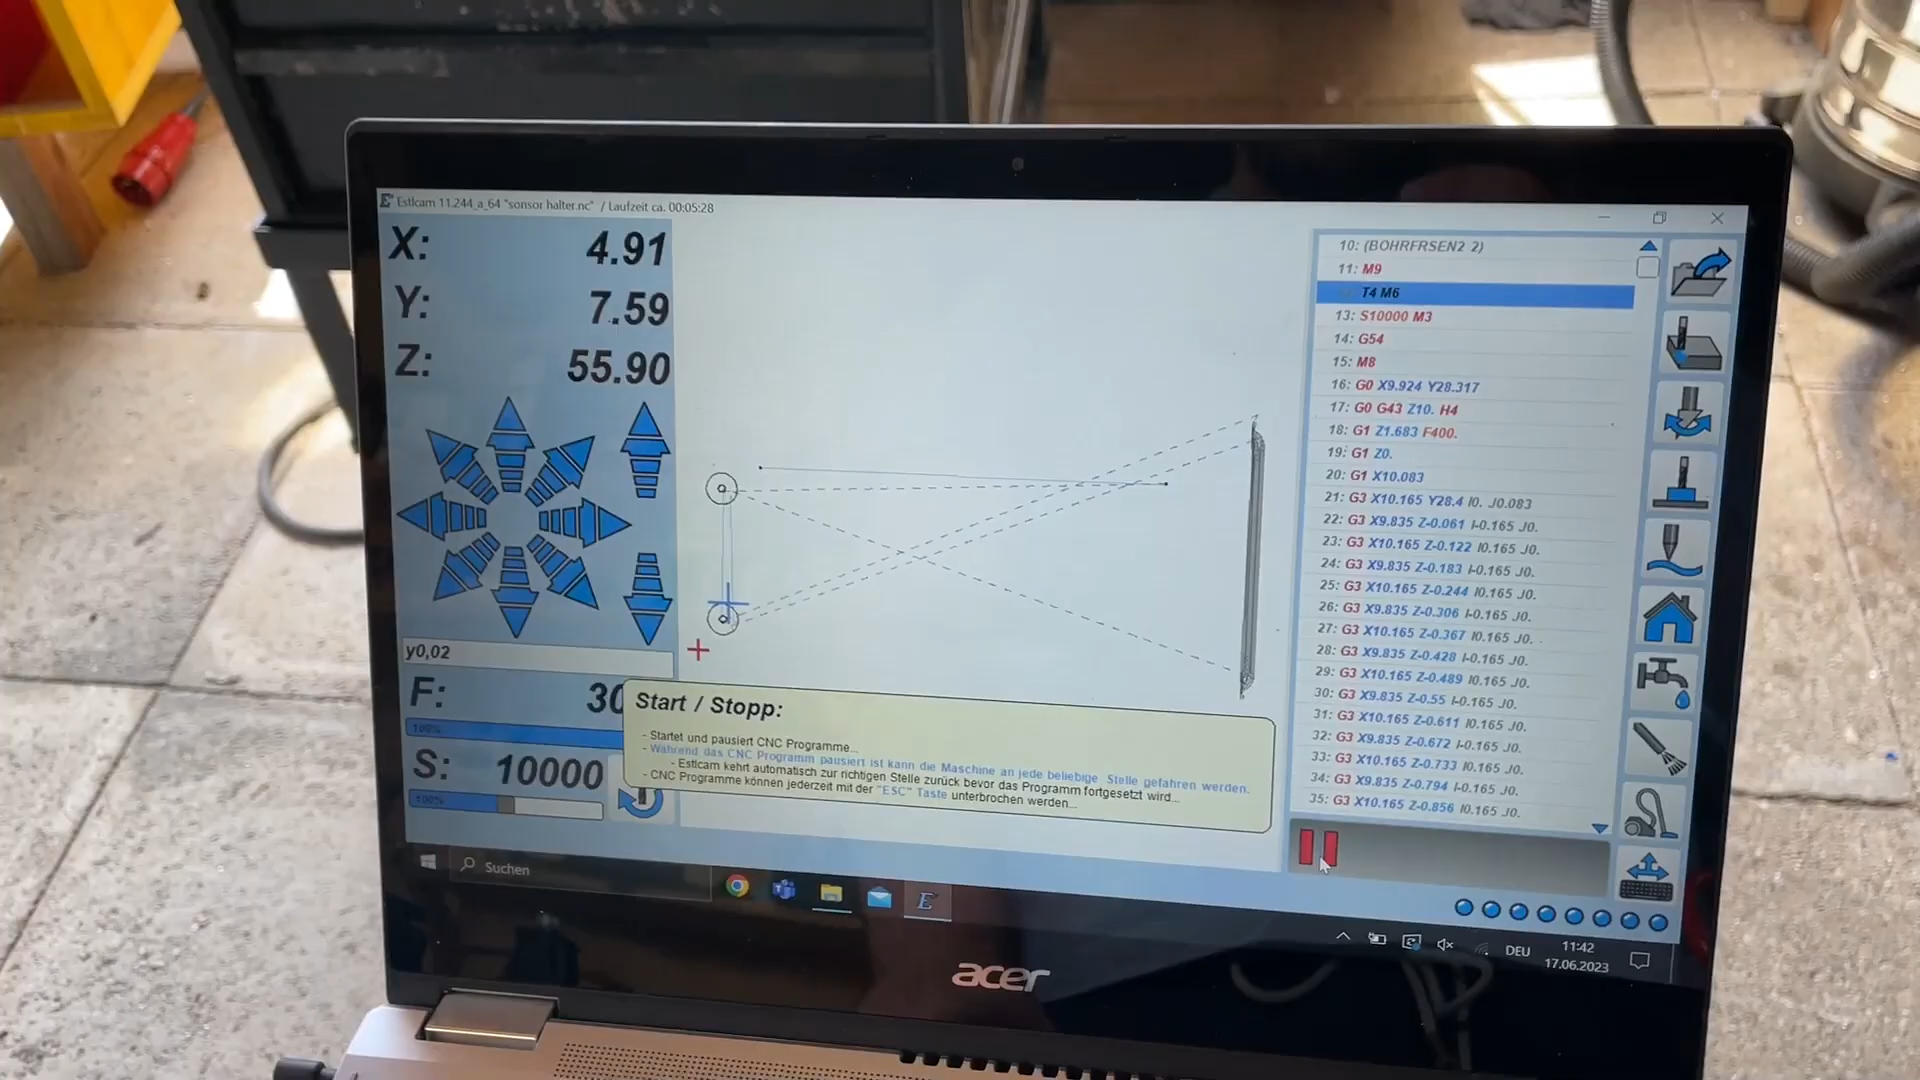 Estlcam 11.244_a_64 "sonsor halter.nc" / Laufzeit ca. 00:05:28
X: 4.91
Y: 7.59
Z: 55.90
y0,02
F: 30
100%
S: 10000
100%
Start / Stopp:
- Startet und pausiert CNC Programme...
- Während das CNC Programm pausiert ist kann die Maschine an jede beliebige Stelle gefahren werden.
- Estlcam kehrt automatisch zur richtigen Stelle zurück bevor das Programm fortgesetzt wird...
- CNC Programme können jederzeit mit der "ESC" Taste unterbrochen werden...
10: (BOHRFRSEN2 2)
11: M9
T4 M6
13: S10000 M3
14: G54
15: M8
16: G0 X9.924 Y28.317
17: G0 G43 Z10. H4
18: G1 Z1.683 F400.
19: G1 Z0.
20: G1 X10.083
21: G3 X10.165 Y28.4 I0. J0.083
22: G3 X9.835 Z-0.061 I-0.165 J0.
23: G3 X10.165 Z-0.122 I0.165 J0.
24: G3 X9.835 Z-0.183 I-0.165 J0.
25: G3 X10.165 Z-0.244 I0.165 J0.
26: G3 X9.835 Z-0.306 I-0.165 J0.
27: G3 X10.165 Z-0.367 I0.165 J0.
28: G3 X9.835 Z-0.428 I-0.165 J0.
29: G3 X10.165 Z-0.489 I0.165 J0.
30: G3 X9.835 Z-0.55 I-0.165 J0.
31: G3 X10.165 Z-0.611 I0.165 J0.
32: G3 X9.835 Z-0.672 I-0.165 J0.
33: G3 X10.165 Z-0.733 I0.165 J0.
34: G3 X9.835 Z-0.794 I-0.165 J0.
35: G3 X10.165 Z-0.856 I0.165 J0.
Suchen
DEU
11:42
17.06.2023
acer